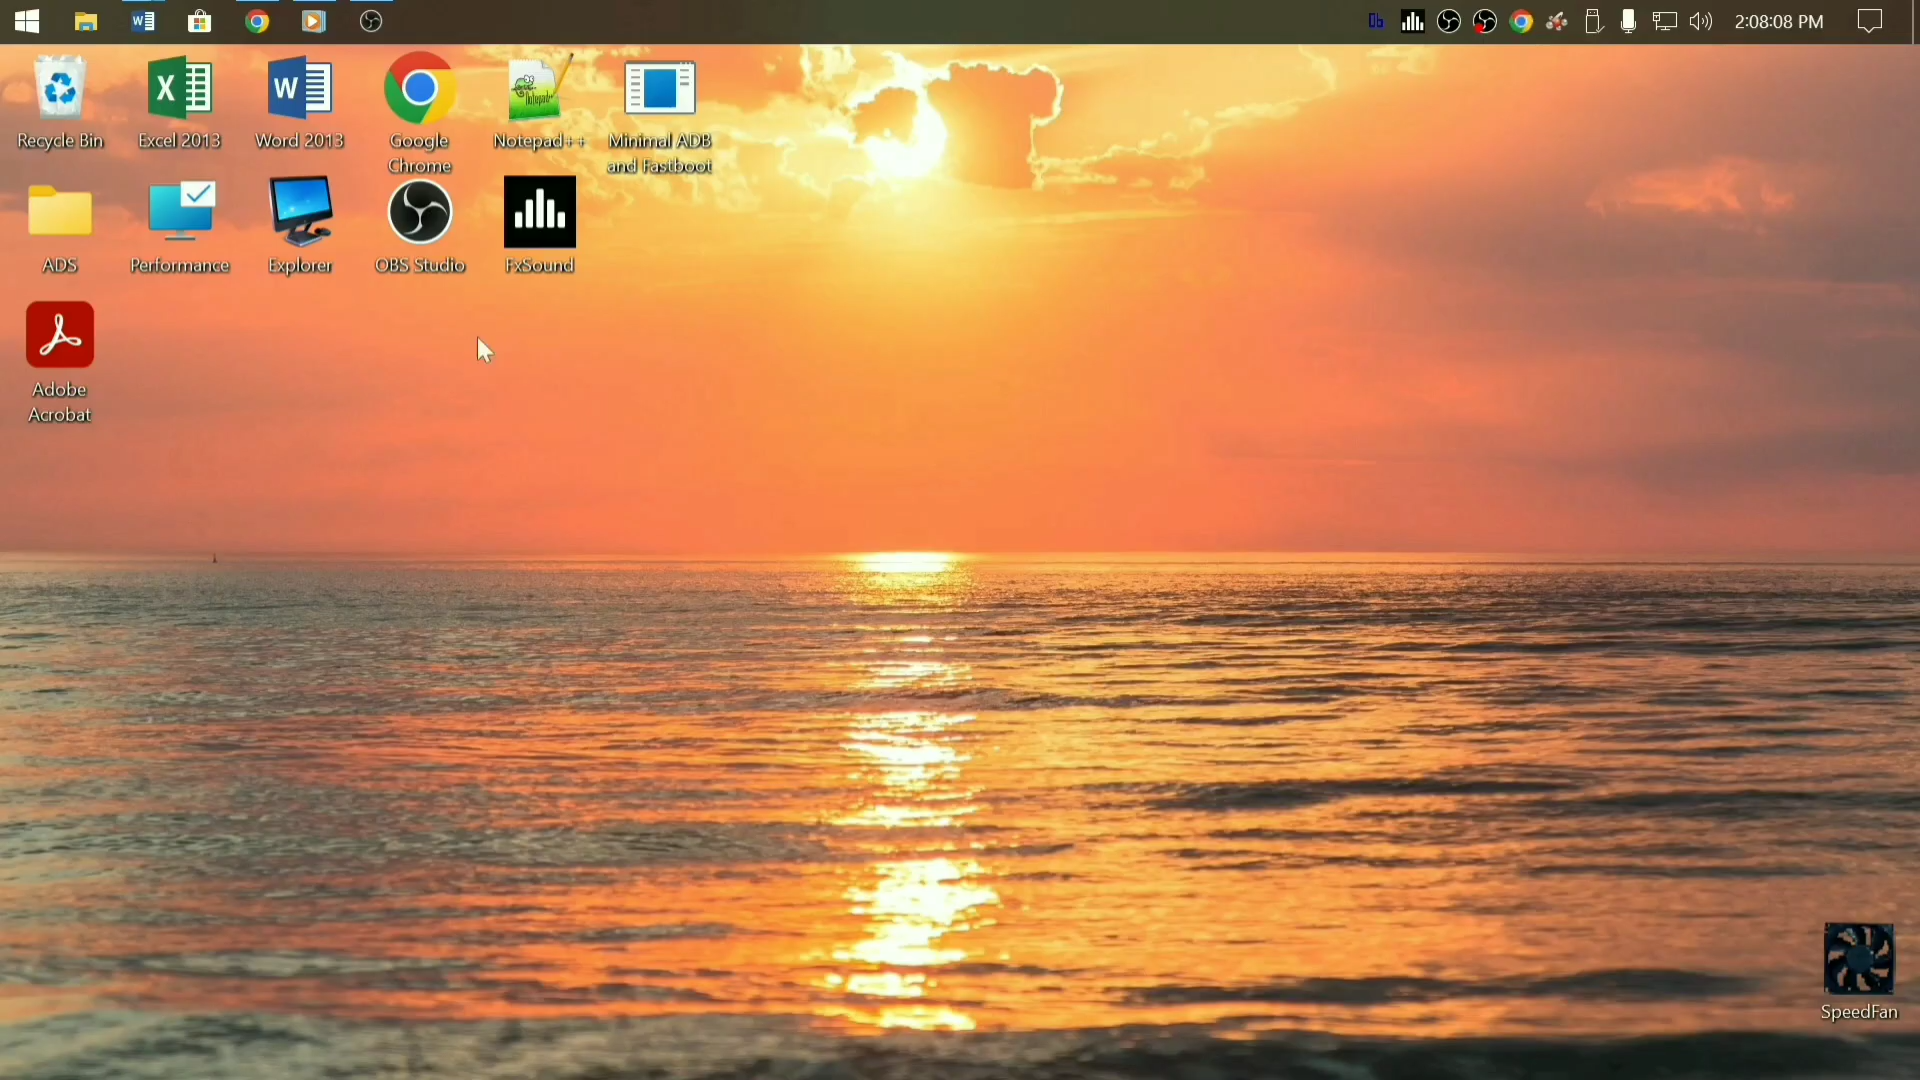 2:08:08 PM
Recycle Bin
Excel 2013
Word 2013
Google
Chrome
Notepad++
Minimal ADB
and Fastboot
ADS
Performance
Explorer
OBS Studio
FxSound
Adobe
Acrobat
SpeedFan